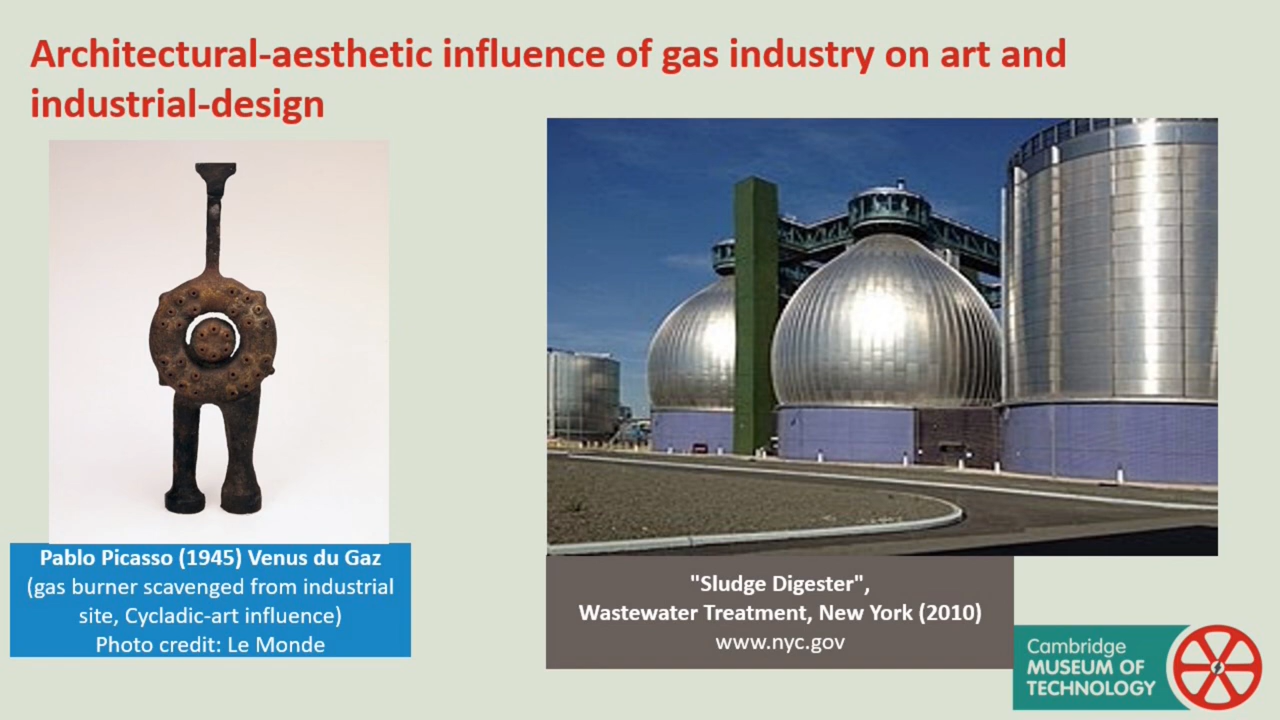 Architectural-aesthetic influence of gas industry on art and
industrial-design
Pablo Picasso (1945) Venus du Gaz
(gas burner scavenged from industrial
site, Cycladic-art influence)
Photo credit: Le Monde
"Sludge Digester",
Wastewater Treatment, New York (2010)
www.nyc.gov
Cambridge
MUSEUM OF
TECHNOLOGY